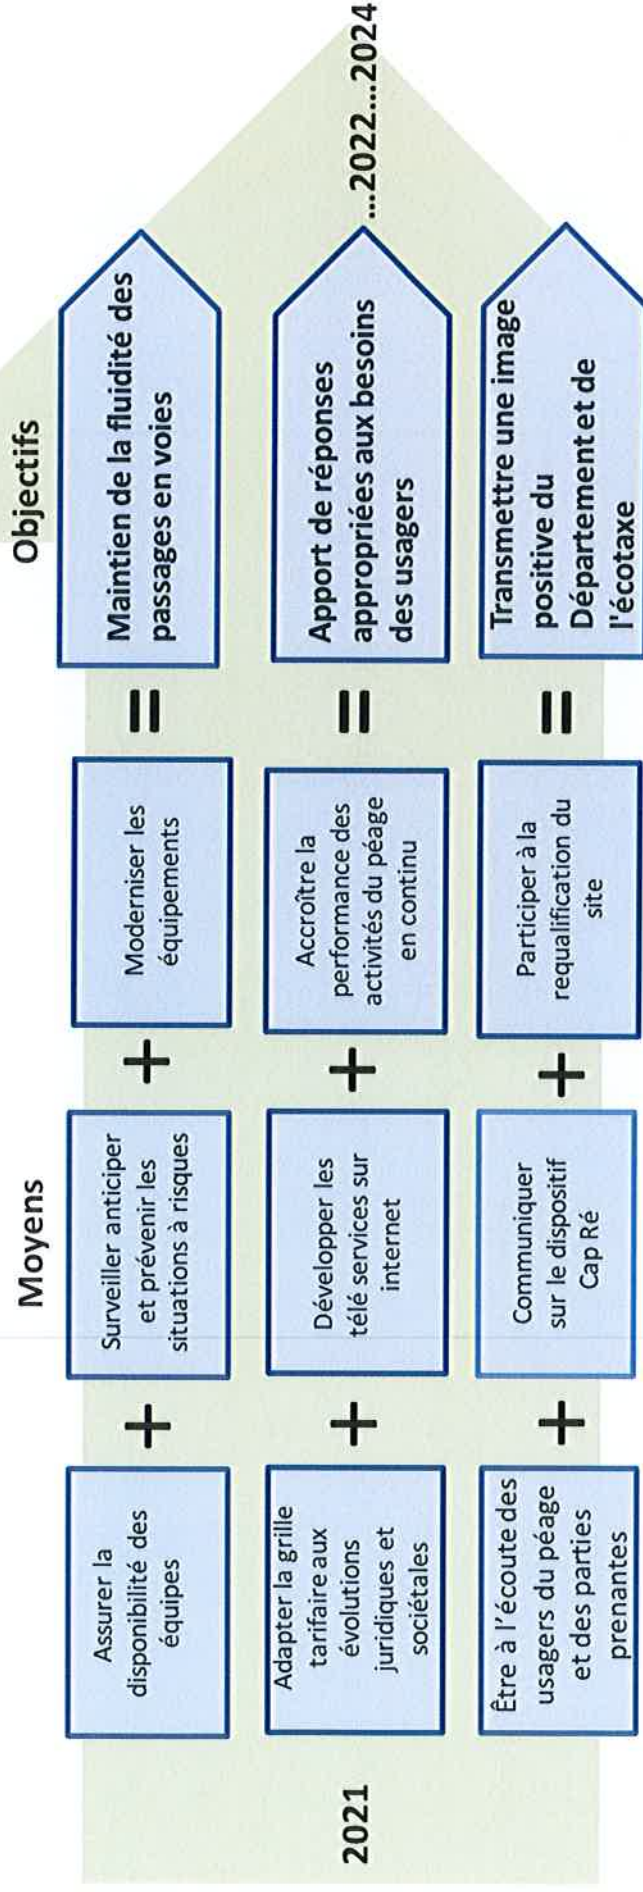 Moyens
Objectifs
2021
Assurer la
disponibilité des
équipes
+
Surveiller anticiper
et prévenir les
situations à risques
+
Moderniser les
équipements
=
Maintien de la fluidité des
passages en voies
Adapter la grille
tarifaire aux
évolutions
juridiques et
sociétales
+
Développer les
télé services sur
internet
+
Accroître la
performance des
activités du péage
en continu
=
Apport de réponses
appropriées aux besoins
des usagers
...2022...2024
Être à l'écoute des
usagers du péage
et des parties
prenantes
+
Communiquer
sur le dispositif
Cap Ré
+
Participer à la
requalification du
site
=
Transmettre une image
positive du
Département et de
l'écotaxe